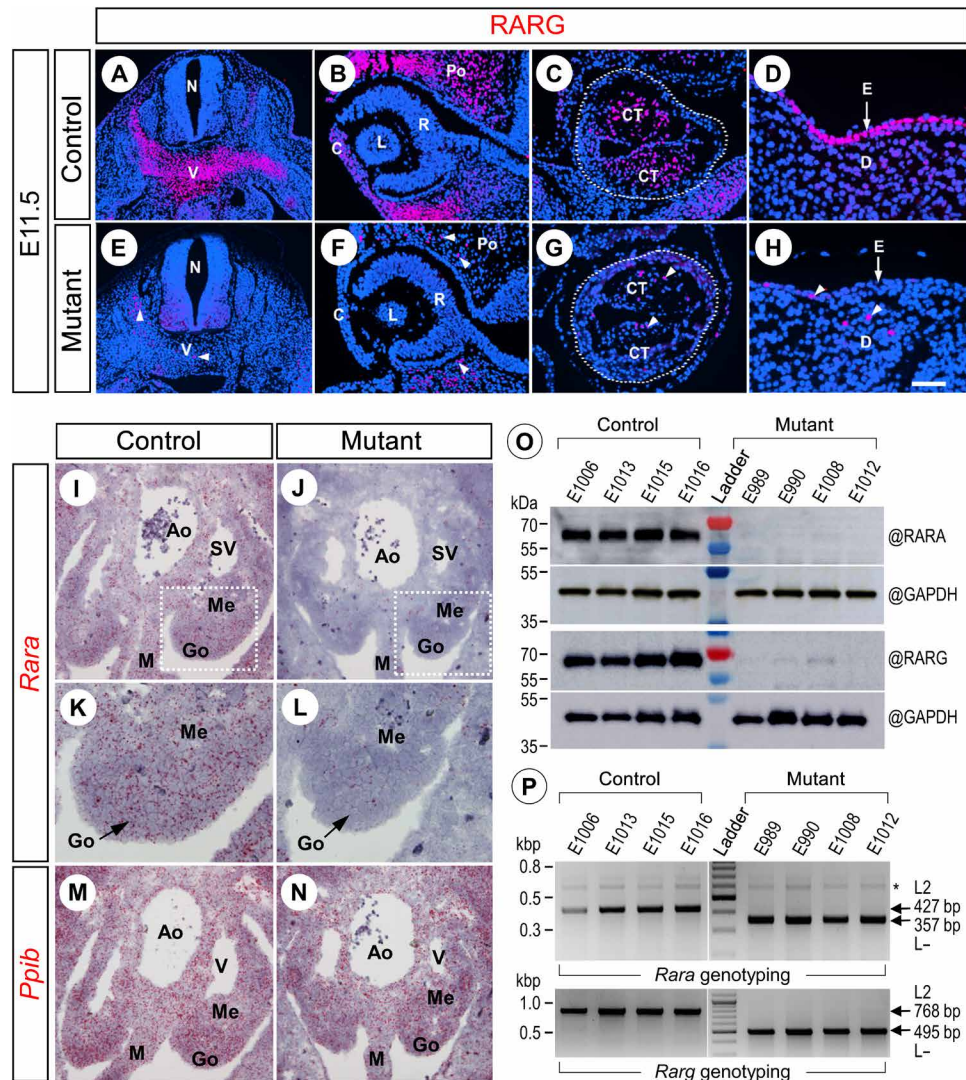 RARG
E11.5
Control
Mutant
A
N
V
B
Po
R
L
C
C
CT
CT
D
E
D
E
N
V
F
Po
R
L
C
G
CT
CT
H
E
D
Control
Mutant
Rara
Ppib
I
Ao
SV
Me
Go
M
J
Ao
SV
Me
Go
M
K
Me
Go
L
Me
Go
M
Ao
V
Me
M
Go
N
Ao
V
Me
M
Go
O
Control
Mutant
E1006 E1013 E1015 E1016 Ladder E989 E990 E1008 E1012
kDa
70
55
@RARA
55
35
@GAPDH
70
55
@RARG
35
@GAPDH
P
Control
Mutant
E1006 E1013 E1015 E1016 Ladder E989 E990 E1008 E1012
kbp
0.8
0.5
0.3
* L2
427 bp
357 bp
L–
Rara genotyping
kbp
1.0
0.5
L2
768 bp
495 bp
L–
Rarg genotyping